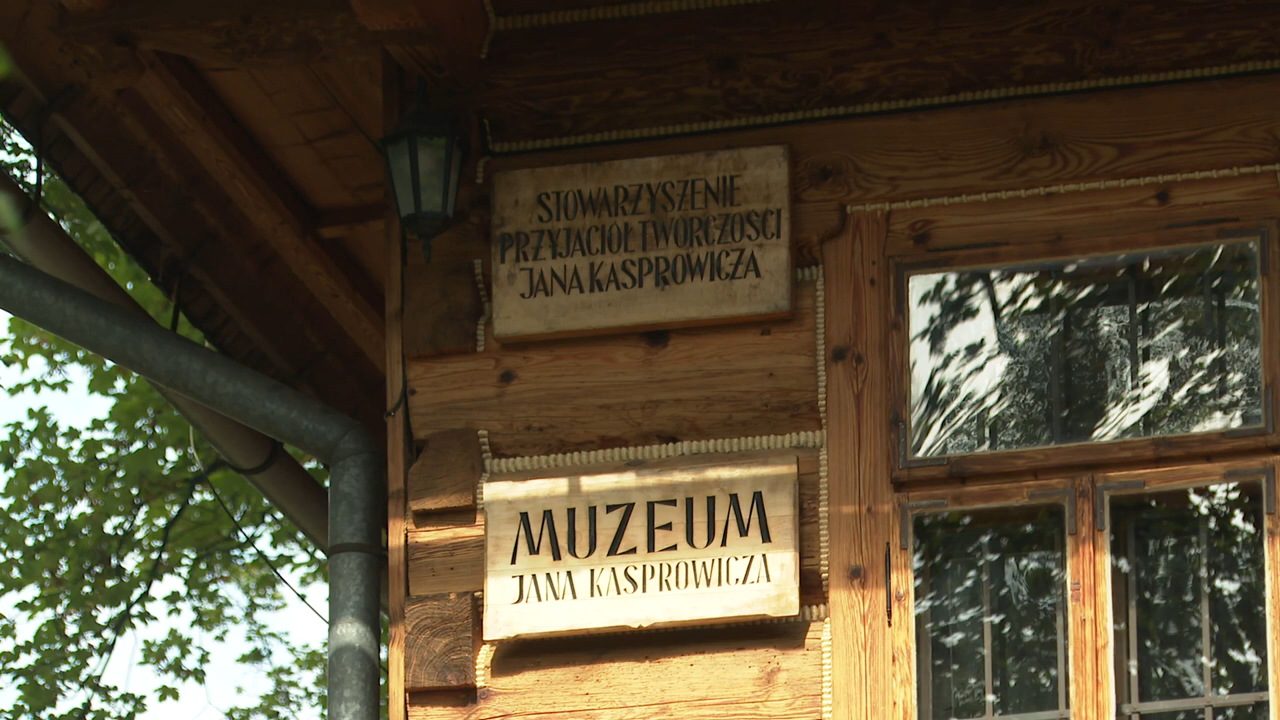 STOWARZYSZENIE
PRZYJACIÓŁ TWÓRCZOŚCI
JANA KASPROWICZA
MUZEUM
JANA KASPROWICZA